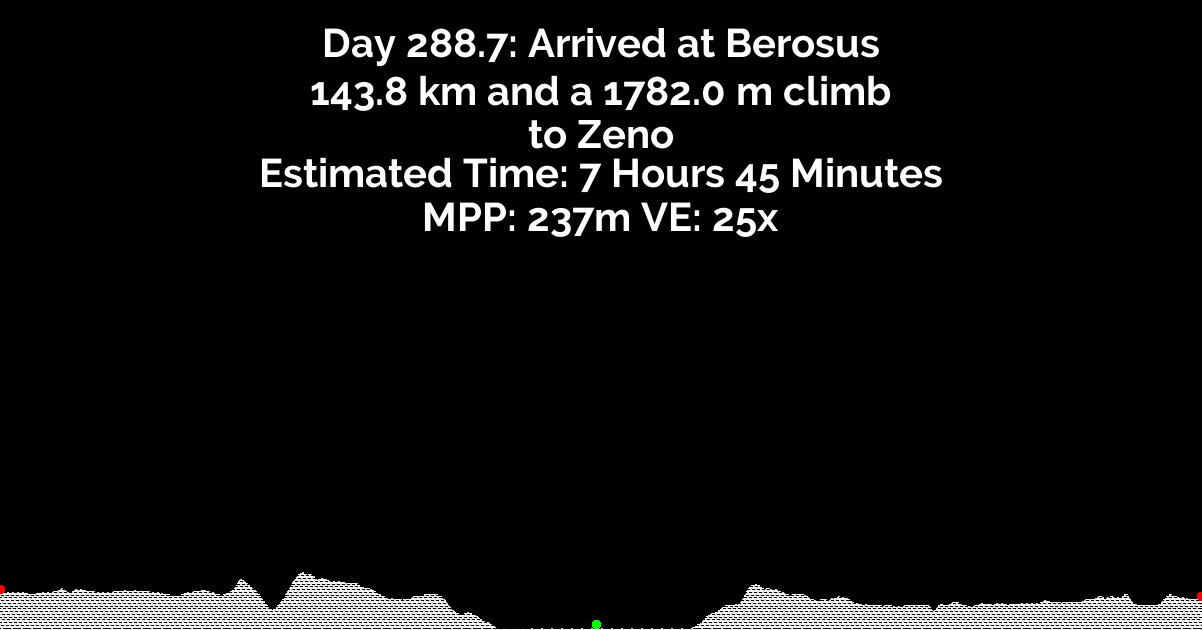 Day 288.7: Arrived at Berosus
143.8 km and a 1782.0 m climb
to Zeno
Estimated Time: 7 Hours 45 Minutes
MPP: 237m VE: 25x